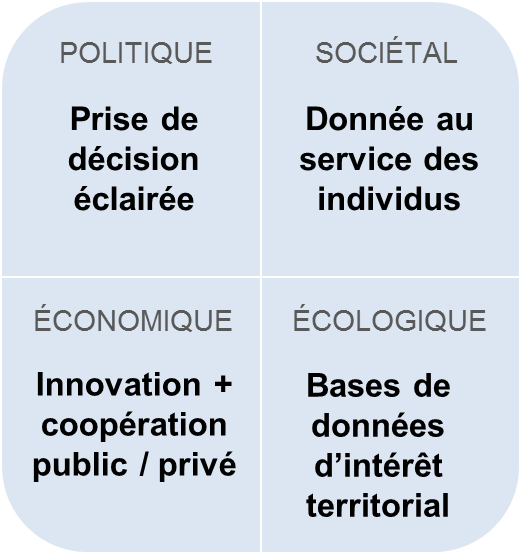 POLITIQUE
Prise de
décision
éclairée
SOCIÉTAL
Donnée au
service des
individus
ÉCONOMIQUE
Innovation +
coopération
public / privé
ÉCOLOGIQUE
Bases de
données
d’intérêt
territorial